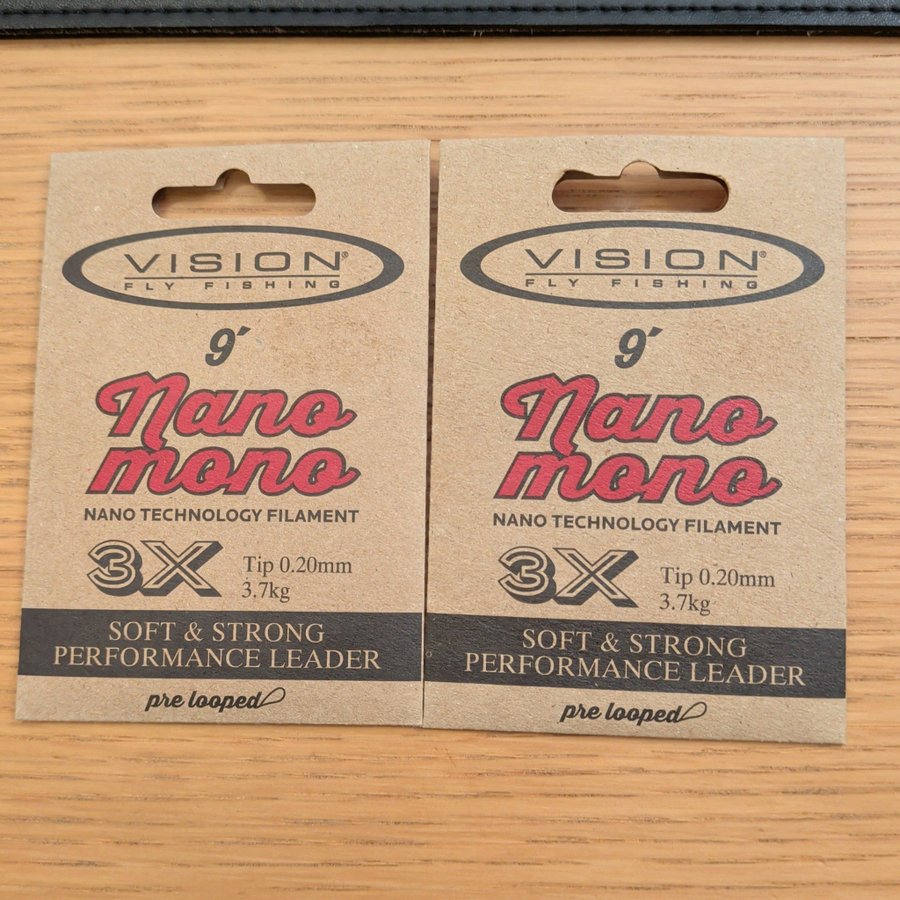 VISION®
FLY FISHING
9´
Nano
mono
NANO TECHNOLOGY FILAMENT
3X
Tip 0.20mm
3.7kg
SOFT & STRONG
PERFORMANCE LEADER
pre looped
VISION®
FLY FISHING
9´
Nano
mono
NANO TECHNOLOGY FILAMENT
3X
Tip 0.20mm
3.7kg
SOFT & STRONG
PERFORMANCE LEADER
pre looped